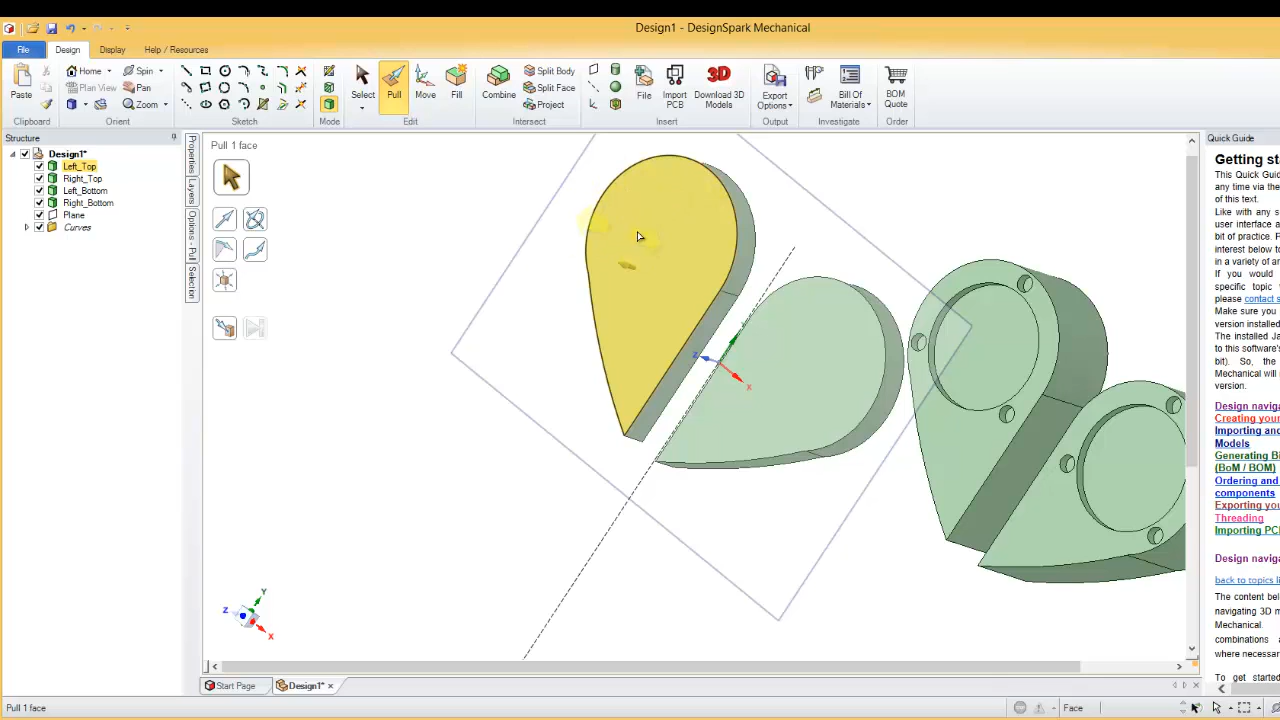 Design1 - DesignSpark Mechanical
File Design Display Help / Resources
Paste
Home
Plan View
Spin
Pan
Zoom
Select
Pull
Move
Fill
Combine
Split Body
Split Face
Project
File
Import PCB
Download 3D Models
Export Options
Bill Of Materials
BOM Quote
Clipboard Orient Sketch Mode Edit Intersect Insert Output Investigate Order
Structure
Design1*
Left_Top
Right_Top
Left_Bottom
Right_Bottom
Plane
Curves
Properties
Layers
Options - Pull
Selection
Pull 1 face
Z
X
Y
Z
X
Quick Guide
Getting sta
This Quick Guid
any time via the
of this text.
Like with any s
user interface a
bit of practice. F
interest below to
in a variety of ar
If you would
specific topic
please contact s
Make sure you
version installed
The installed Ja
to this software's
bit). So, the
Mechanical will
version.
Design naviga
Creating your
Importing and
Models
Generating Bi
(BoM / BOM)
Ordering and
components
Exporting you
Threading
Importing PC
Design naviga
back to topics li
The content bel
navigating 3D m
Mechanical.
combinations a
where necessar
To get started
Start Page
Design1*
Pull 1 face
Face